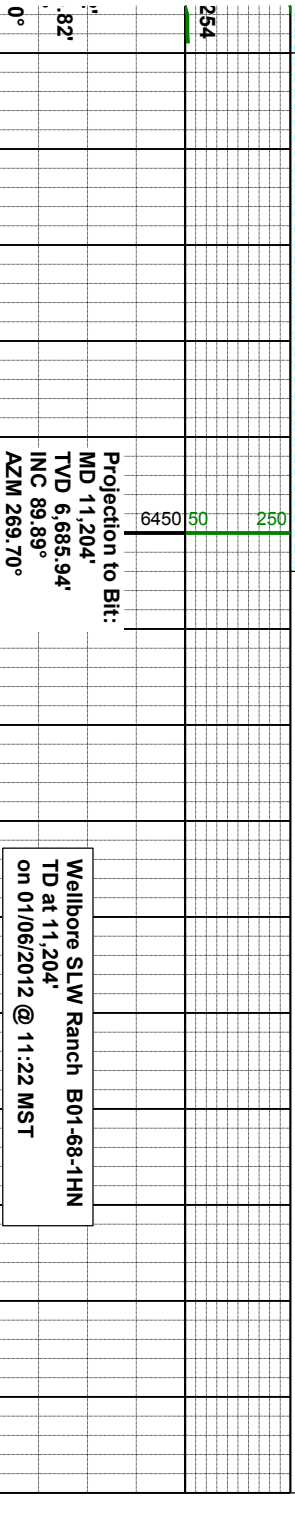 254
.82'
0°
6450
50
250
Projection to Bit:
MD 11,204'
TVD 6,685.94'
INC 89.89°
AZM 269.70°
Wellbore SLW Ranch B01-68-1HN
TD at 11,204'
on 01/06/2012 @ 11:22 MST